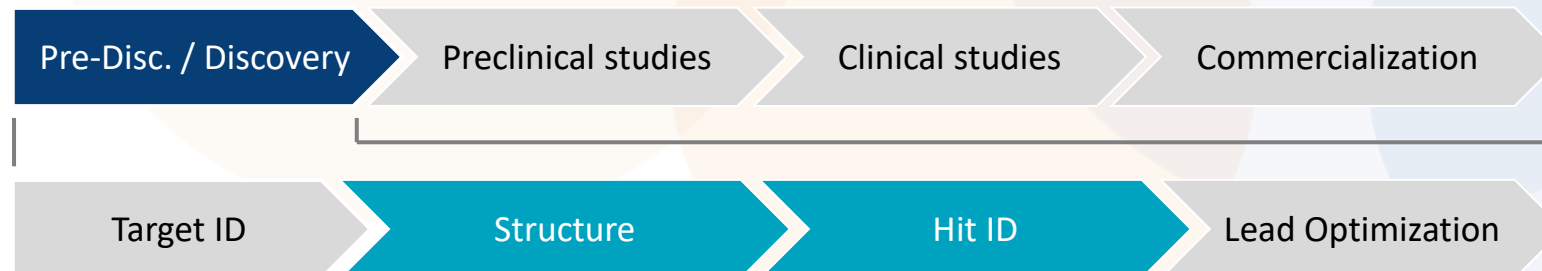 Pre-Disc. / Discovery
Preclinical studies
Clinical studies
Commercialization
Target ID
Structure
Hit ID
Lead Optimization